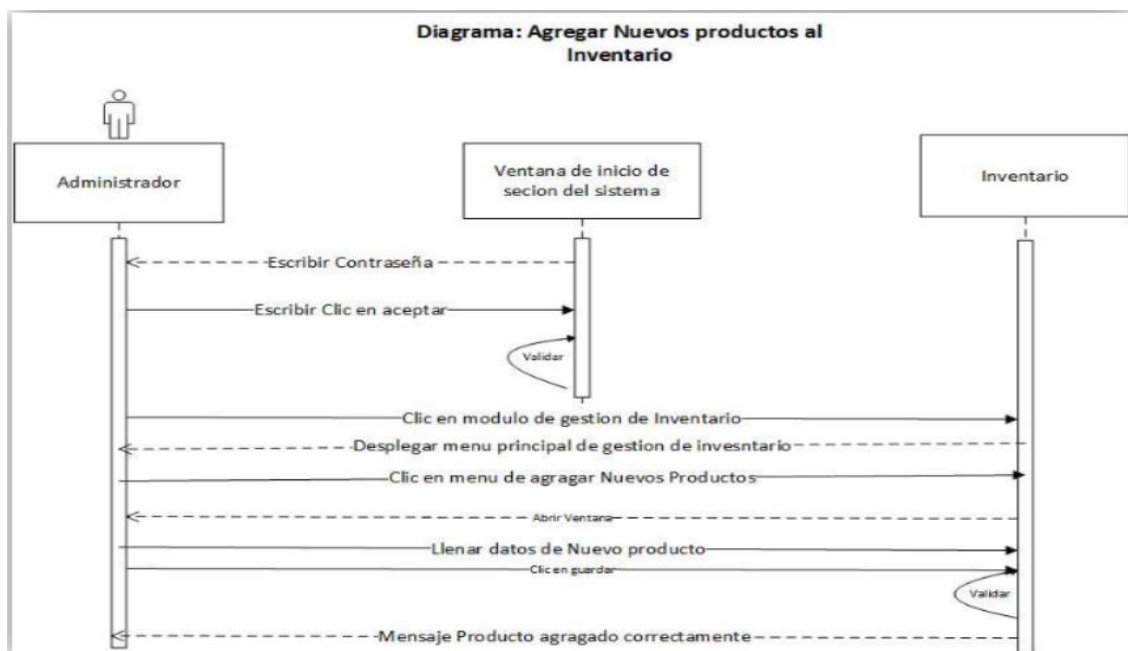 Diagrama: Agregar Nuevos productos al
Inventario
Administrador
Ventana de inicio de
secion del sistema
Inventario
Escribir Contraseña
Escribir Clic en aceptar
Validar
Clic en modulo de gestion de Inventario
Desplegar menu principal de gestion de invesntario
Clic en menu de agragar Nuevos Productos
Abrir Ventana
Llenar datos de Nuevo producto
Clic en guardar
Validar
Mensaje Producto agragado correctamente